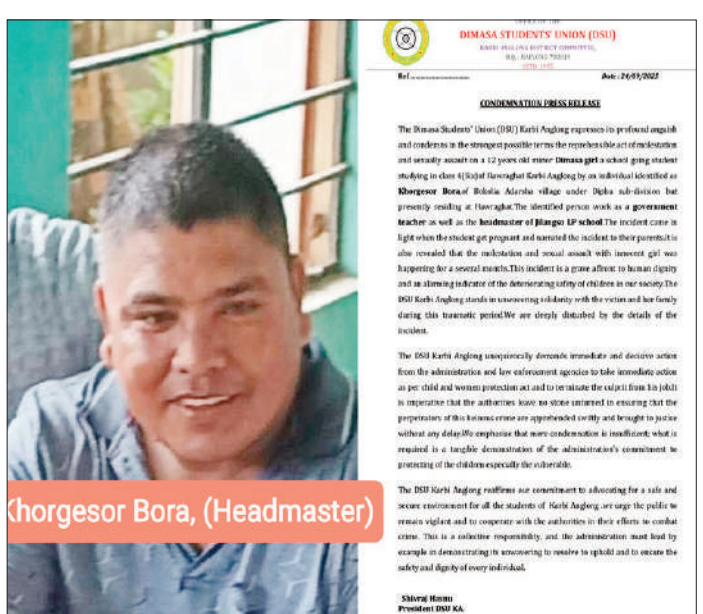 Khorgesor Bora, (Headmaster)
DIMASA STUDENTS' UNION (DSU)
KARBI ANGLONG DISTRICT COMMITTEE,
Ref
Date: 24/09/2025
CONDEMNATION PRESS RELEASE
The Dimasa Students' Union (DSU) Karbi Anglong expresses its profound anguish
and condemns in the strongest possible terms the reprehensible act of molestation
and sexually assault on a 12 years old minor Dimasa girl a school going student
studying in class 6(Six)of Hawraghat Karbi Anglong by an individual identified as
Khorgesor Bora,of Bokolia Adarsha village under Diphu sub-division but
presently residing at Hawraghat.The identified person work as a government
teacher as well as the headmaster of Jilangso LP school.The incident came in
light when the student get pregnant and narrated the incident to their parents.it is
also revealed that the molestation and sexual assault with innocent girl was
happening for a several months.This incident is a grave affront to human dignity
and an alarming indicator of the deteriorating safety of children in our society.The
DSU Karbi Anglong stands in unwavering solidarity with the victim and her family
during this traumatic period.We are deeply disturbed by the details of the
incident.
The DSU Karbi Anglong unequivocally demands immediate and decisive action
from the administration and law enforcement agencies to take immediate action
as per child and women protection act and to terminate the culprit from his job.It
is imperative that the authorities leave no stone unturned in ensuring that the
perpetrators of this heinous crime are apprehended swiftly and brought to justice
without any delay.We emphasise that mere condemnation is insufficient; what is
required is a tangible demonstration of the administration's commitment to
protecting of the children especially the vulnerable.
The DSU Karbi Anglong reaffirms our commitment to advocating for a safe and
secure environment for all the students of Karbi Anglong .we urge the public to
remain vigilant and to cooperate with the authorities in their efforts to combat
crime. This is a collective responsibility, and the administration must lead by
example in demonstrating its unwavering to resolve to uphold and to ensure the
safety and dignity of every individual.
Shivraj Hasnu
President DSU KA.